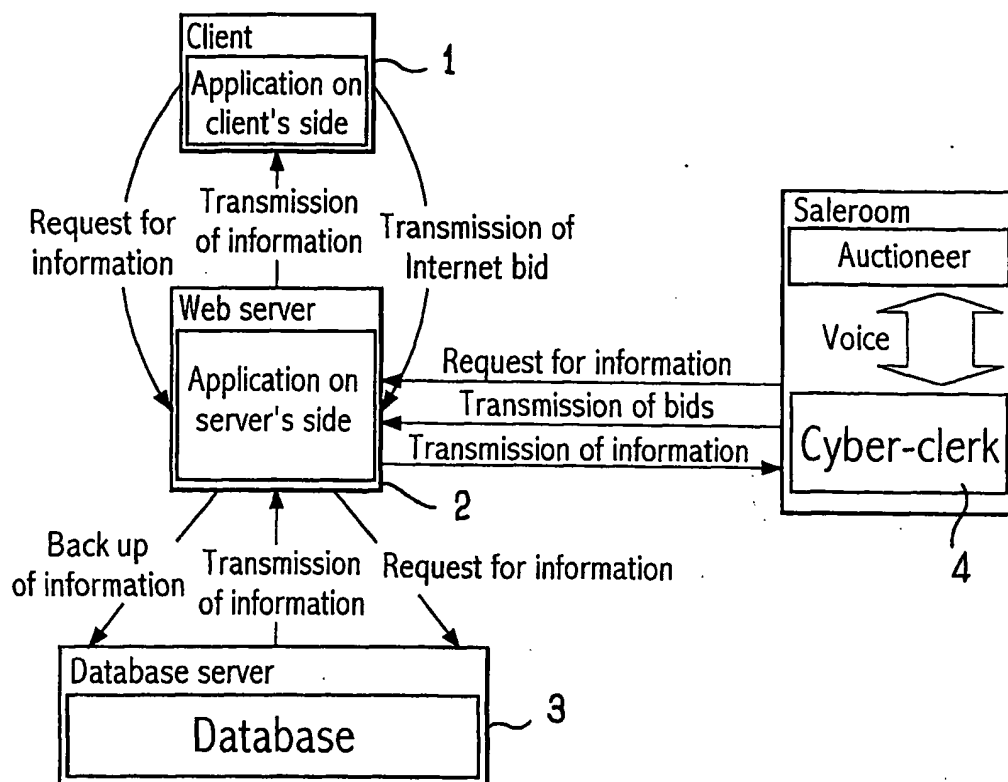 Client
1
Application on
client's side
Request for
information
Transmission
of information
Transmission of
Internet bid
Saleroom
Auctioneer
Voice
Cyber-clerk
4
Web server
Application on
server's side
2
Request for information
Transmission of bids
Transmission of information
Back up
of information
Transmission
of information
Request for information
Database server
Database
3